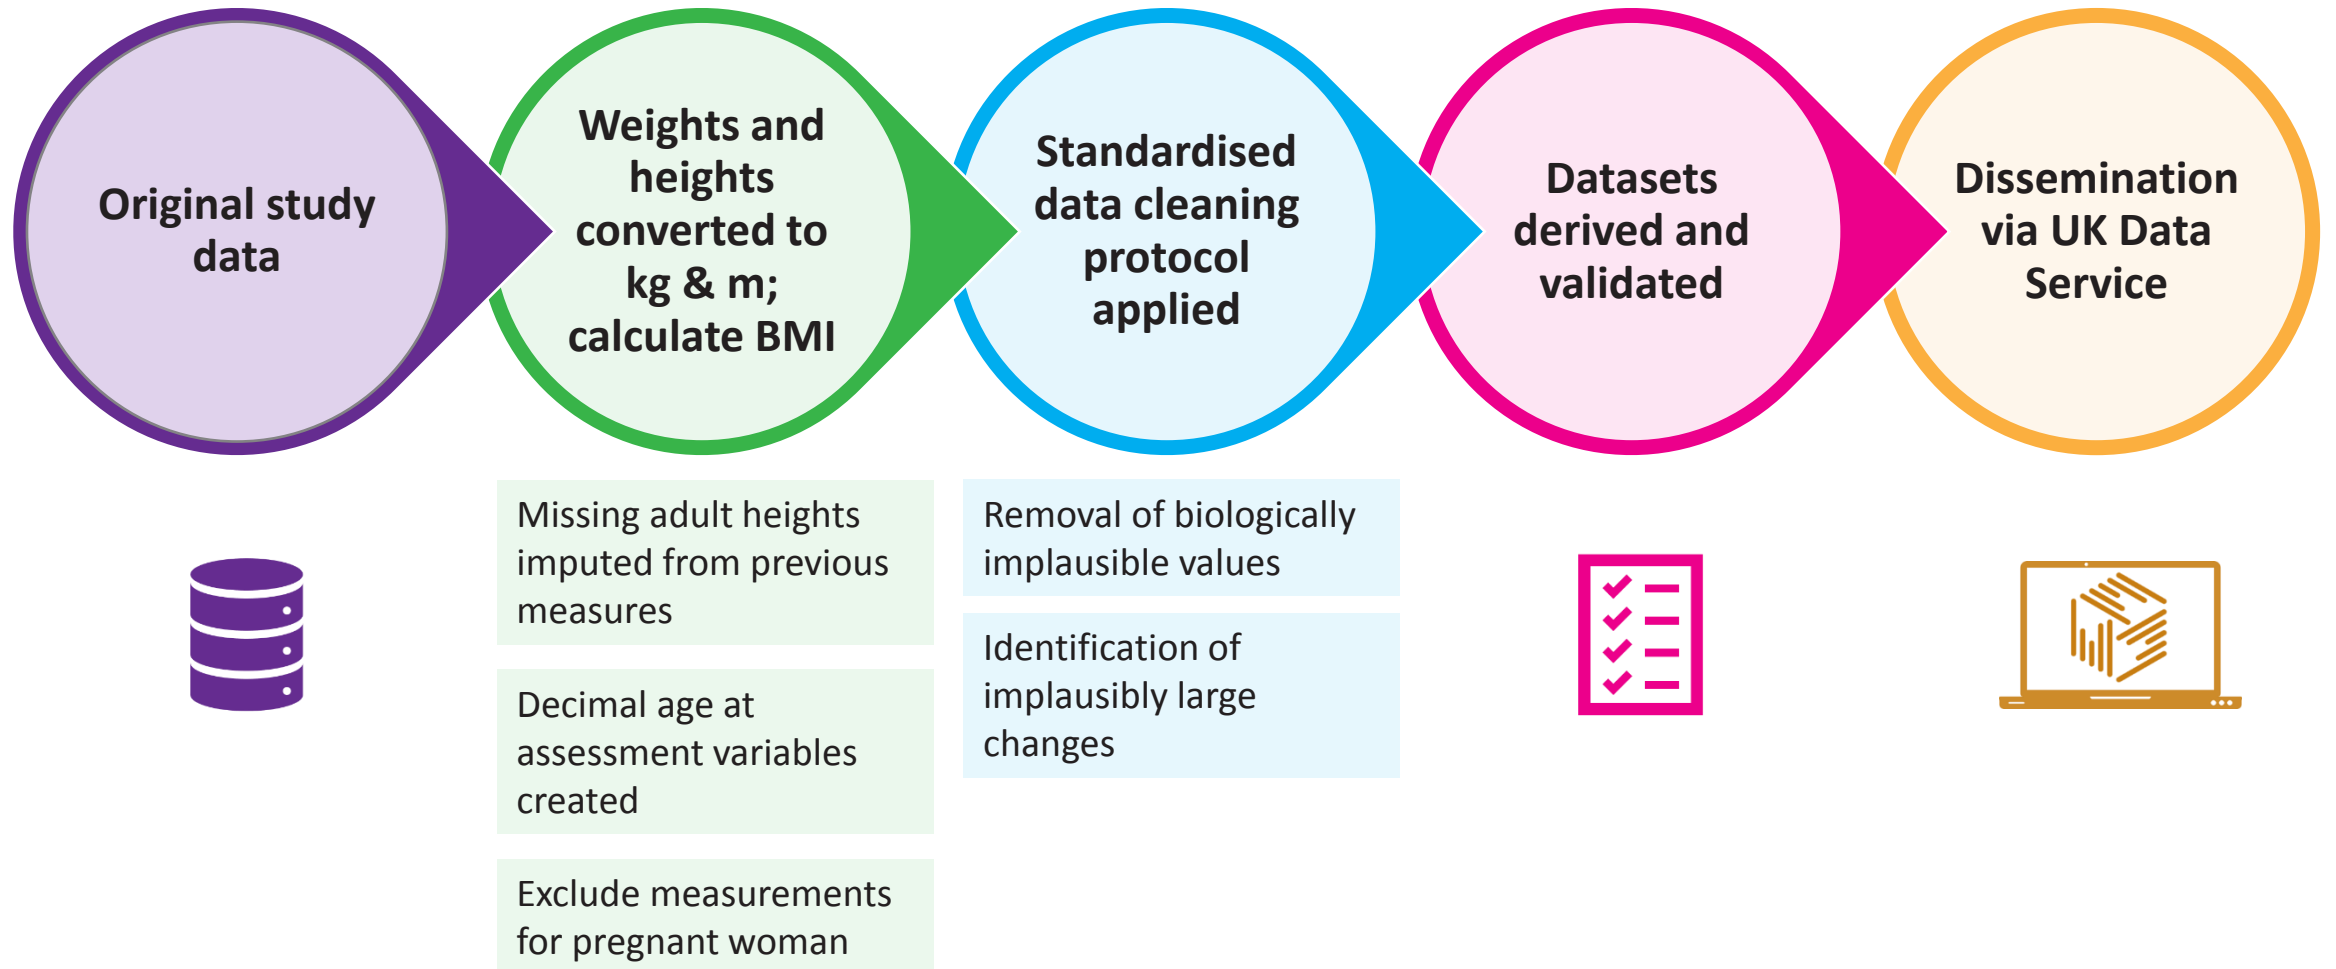 Original study
data
Weights and
heights
converted to
kg & m;
calculate BMI
Standardised
data cleaning
protocol
applied
Datasets
derived and
validated
Dissemination
via UK Data
Service
Missing adult heights
imputed from previous
measures
Decimal age at
assessment variables
created
Exclude measurements
for pregnant woman
Removal of biologically
implausible values
Identification of
implausibly large
changes